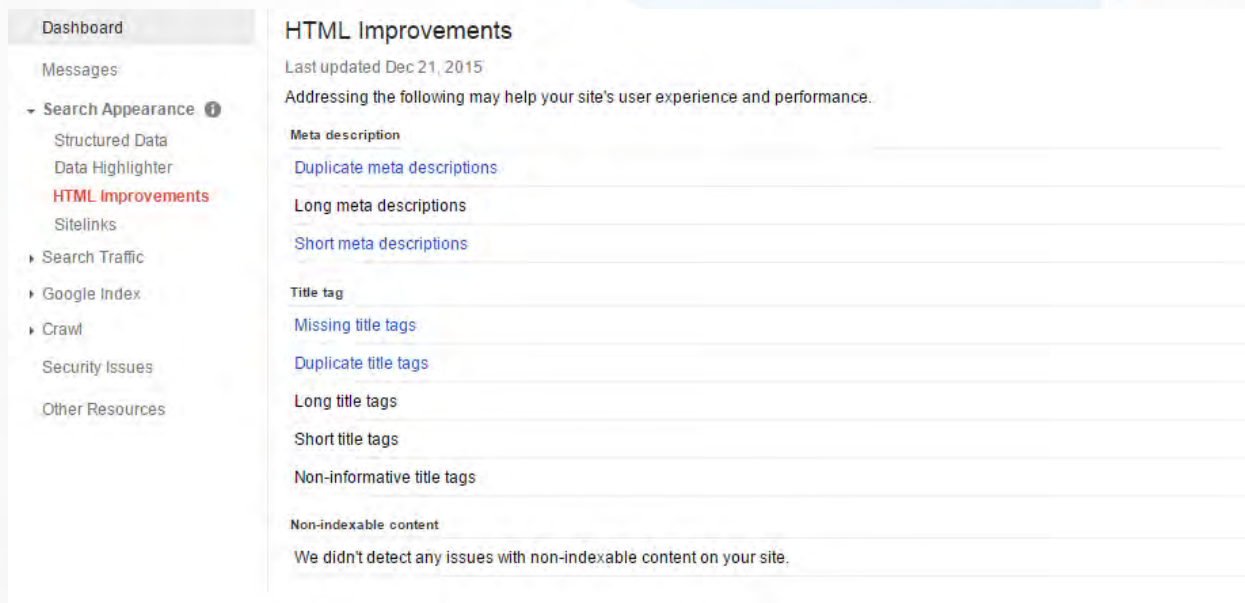 Dashboard
Messages
Search Appearance
Structured Data
Data Highlighter
HTML Improvements
Sitelinks
Search Traffic
Google Index
Crawl
Security Issues
Other Resources
HTML Improvements
Last updated Dec 21, 2015
Addressing the following may help your site's user experience and performance.
Meta description
Duplicate meta descriptions
Long meta descriptions
Short meta descriptions
Title tag
Missing title tags
Duplicate title tags
Long title tags
Short title tags
Non-informative title tags
Non-indexable content
We didn't detect any issues with non-indexable content on your site.